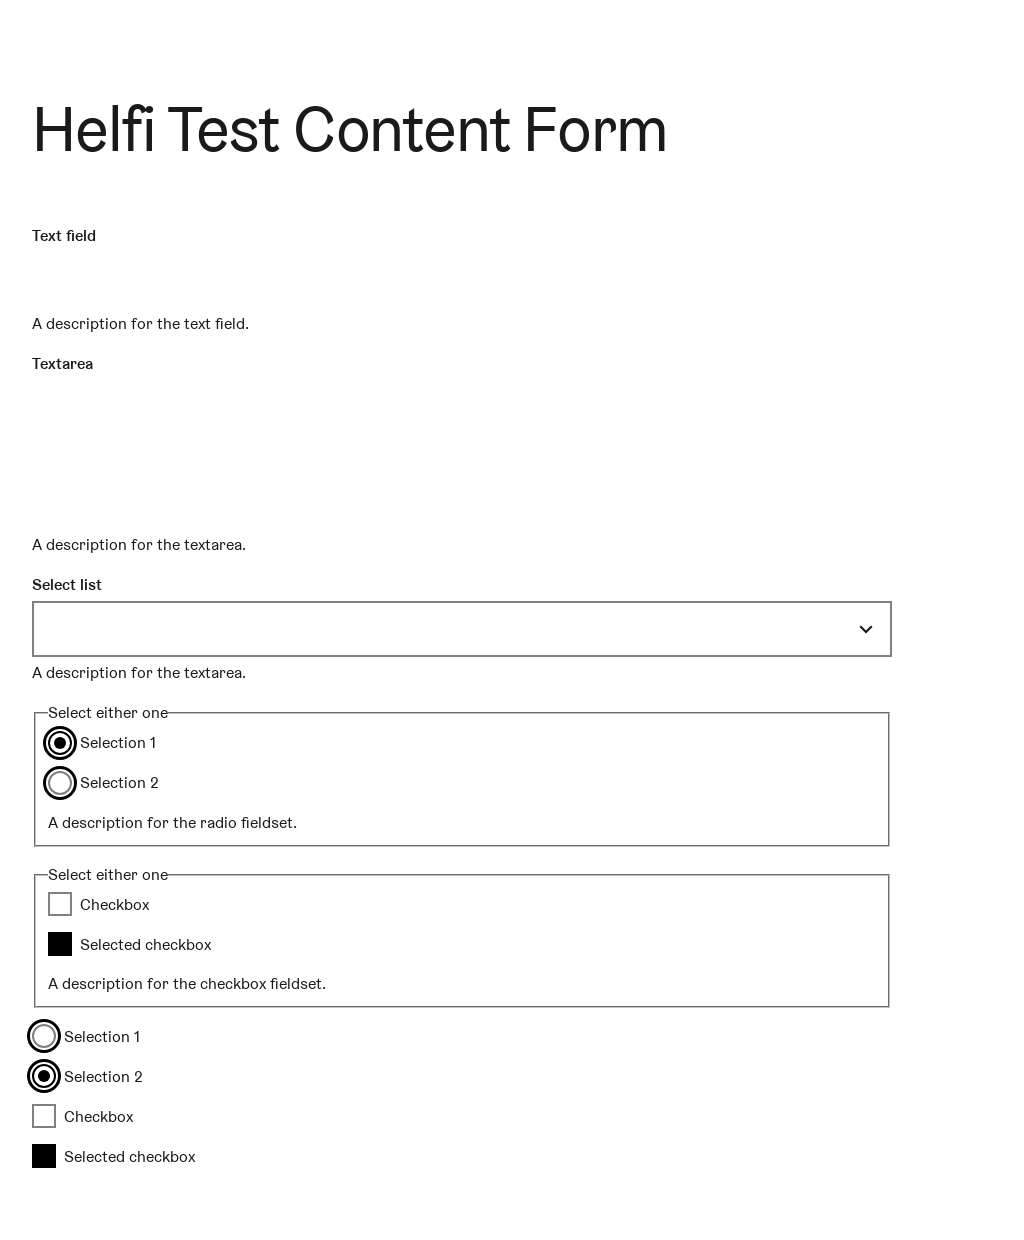 Helfi Test Content Form
Text field
A description for the text field.
Textarea
A description for the textarea.
Select list
A description for the textarea.
Select either one
Selection 1
Selection 2
A description for the radio fieldset.
Select either one
Checkbox
Selected checkbox
A description for the checkbox fieldset.
Selection 1
Selection 2
Checkbox
Selected checkbox